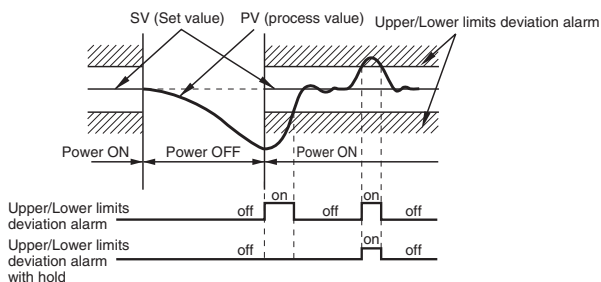 SV (Set value)
PV (process value)
Upper/Lower limits deviation alarm
Power ON
Power OFF
Power ON
Upper/Lower limits
deviation alarm
off
on
off
on
off
Upper/Lower limits
deviation alarm
with hold
off
on
off